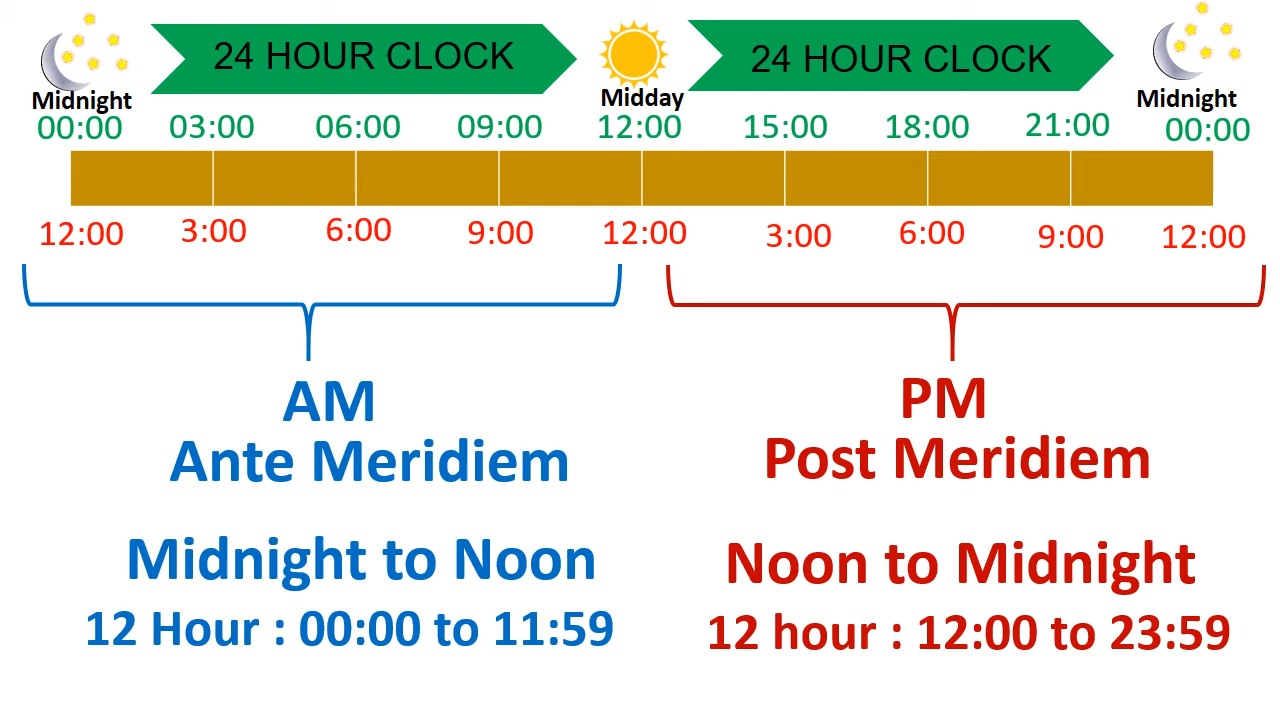 24 HOUR CLOCK 24 HOUR CLOCK
Midnight Midday Midnight
00:00 03:00 06:00 09:00 12:00 15:00 18:00 21:00 00:00
12:00 3:00 6:00 9:00 12:00 3:00 6:00 9:00 12:00
AM
Ante Meridiem
Midnight to Noon
12 Hour : 00:00 to 11:59
PM
Post Meridiem
Noon to Midnight
12 hour : 12:00 to 23:59